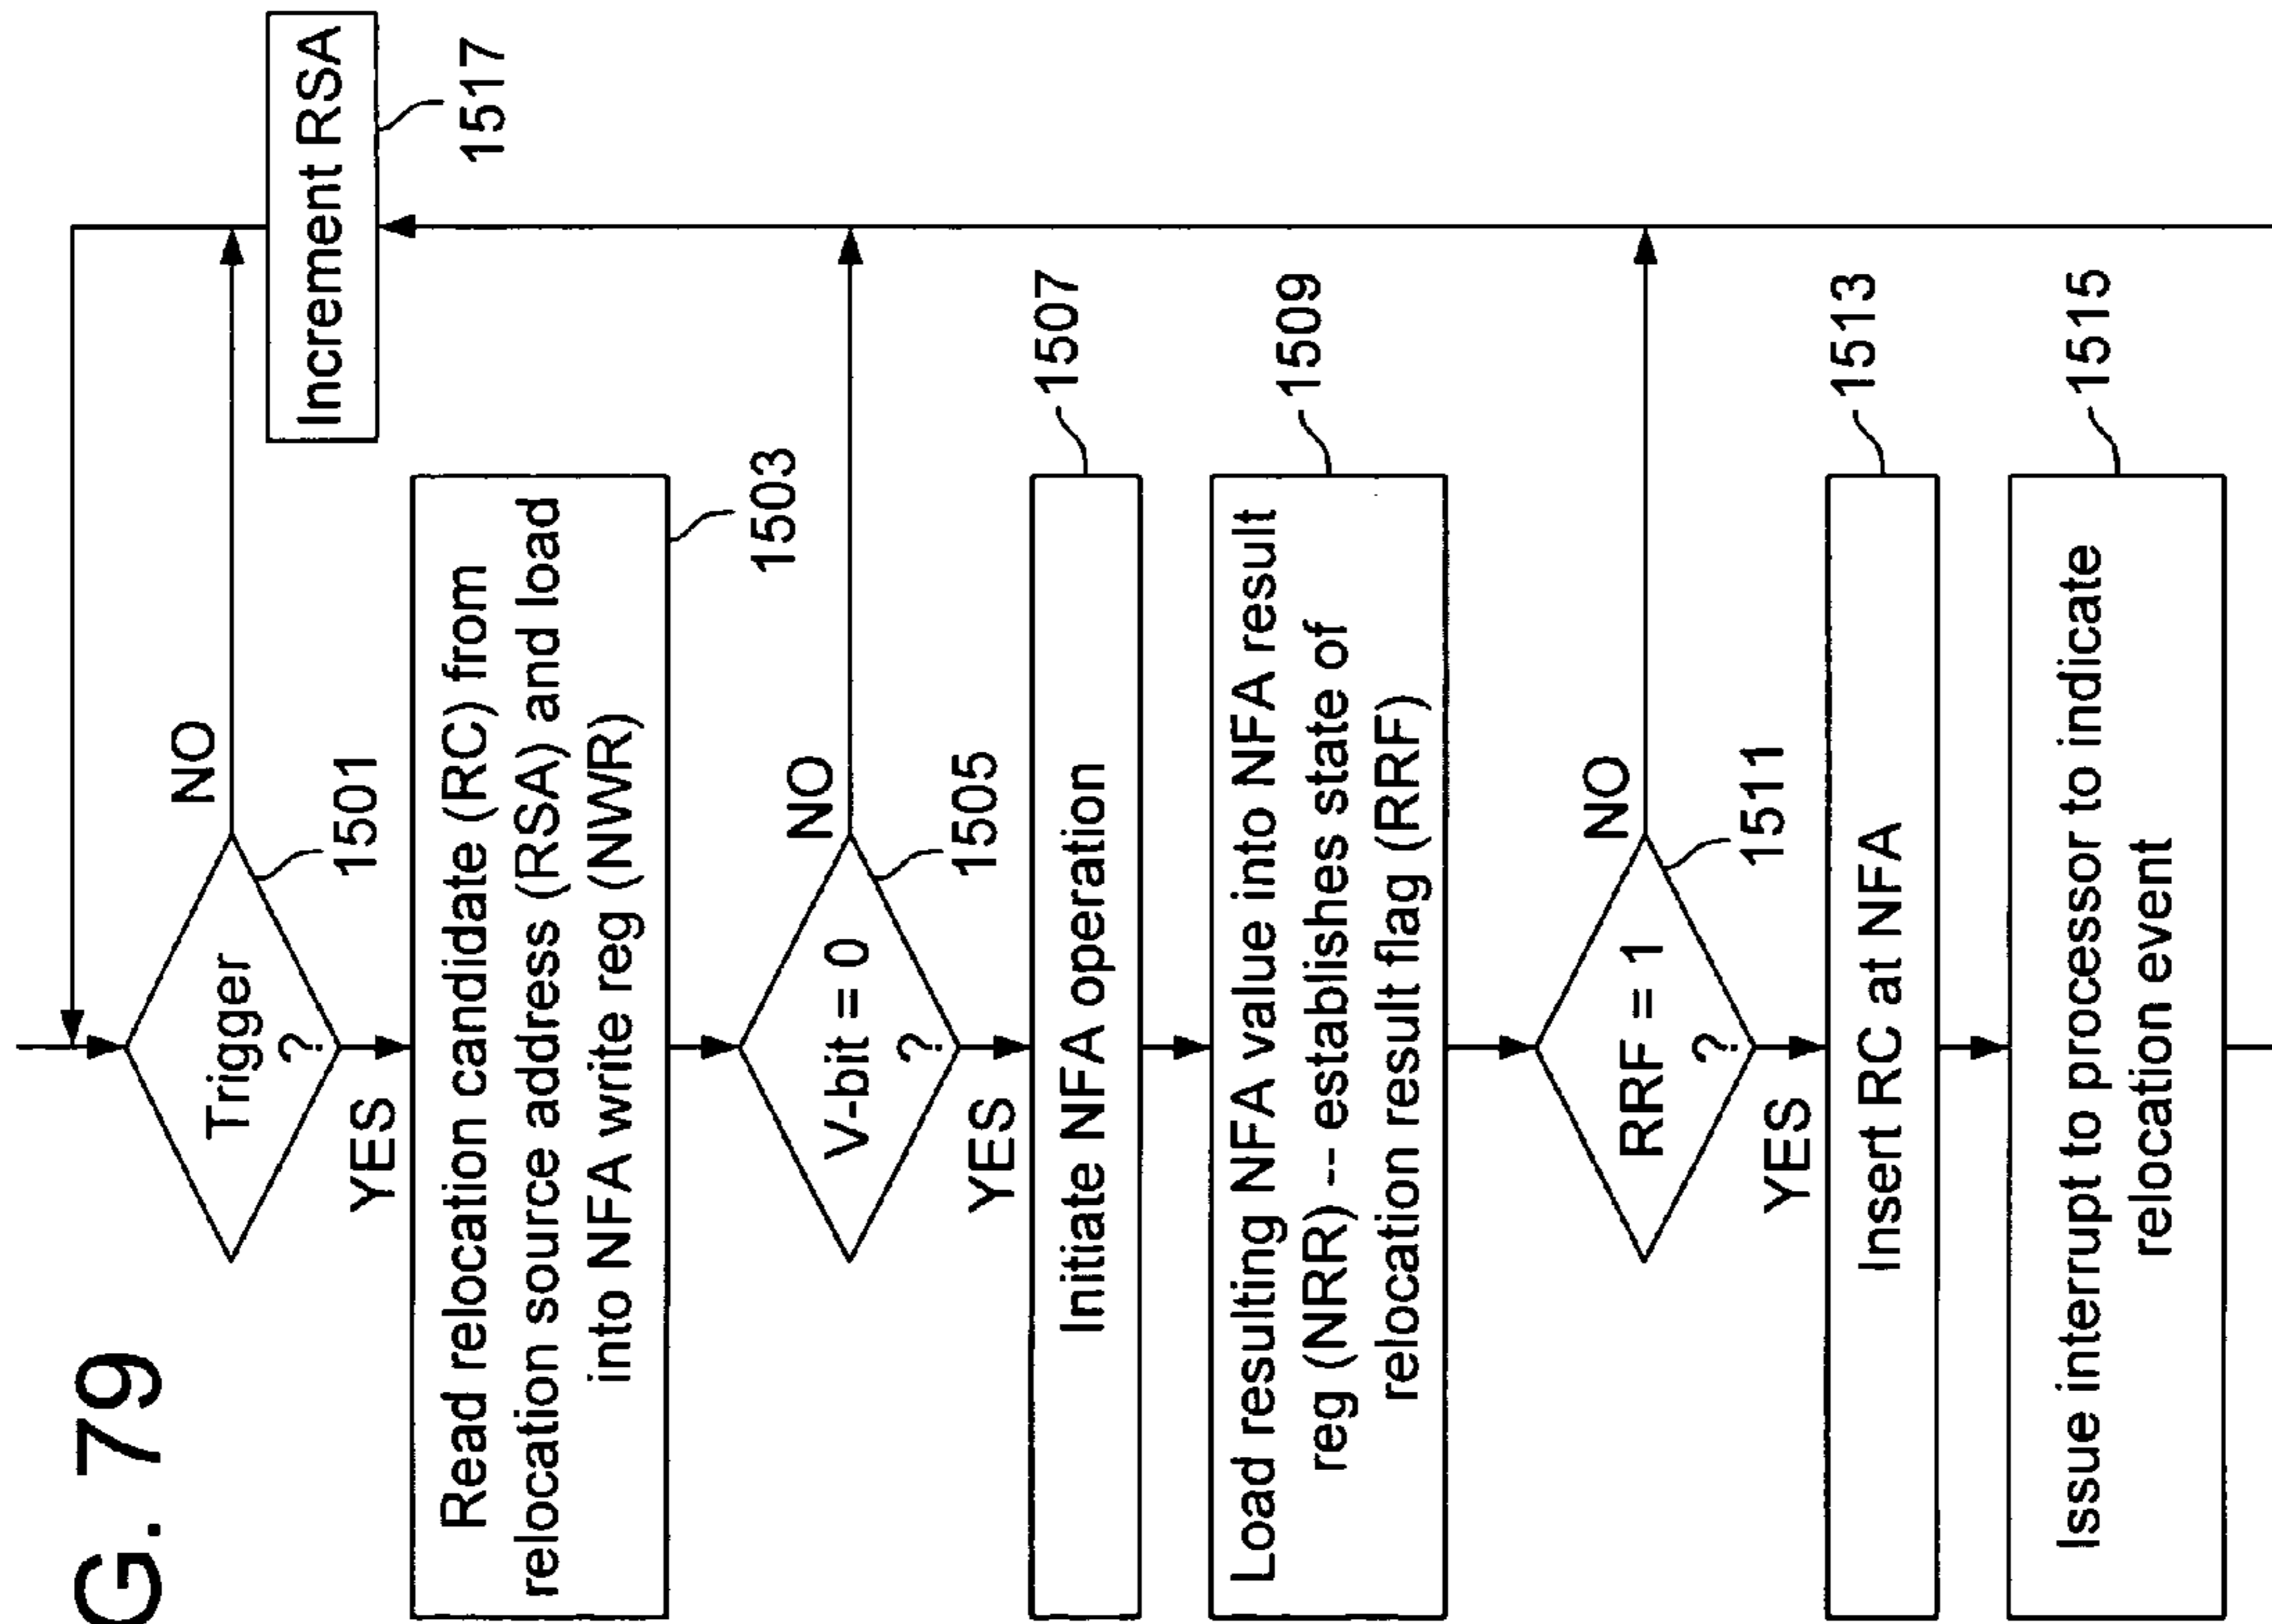 G. 79
Increment RSA
1517
Trigger
?
NO
1501
YES
Read relocation candidate (RC) from
relocation source address (RSA) and load
into NFA write reg (NWR)
1503
V-bit = 0
?
NO
1505
YES
Initiate NFA operation
1507
Load resulting NFA value into NFA result
reg (NRR) -- establishes state of
relocation result flag (RRF)
1509
RRF = 1
?
NO
1511
YES
Insert RC at NFA
1513
Issue interrupt to processor to indicate
relocation event
1515